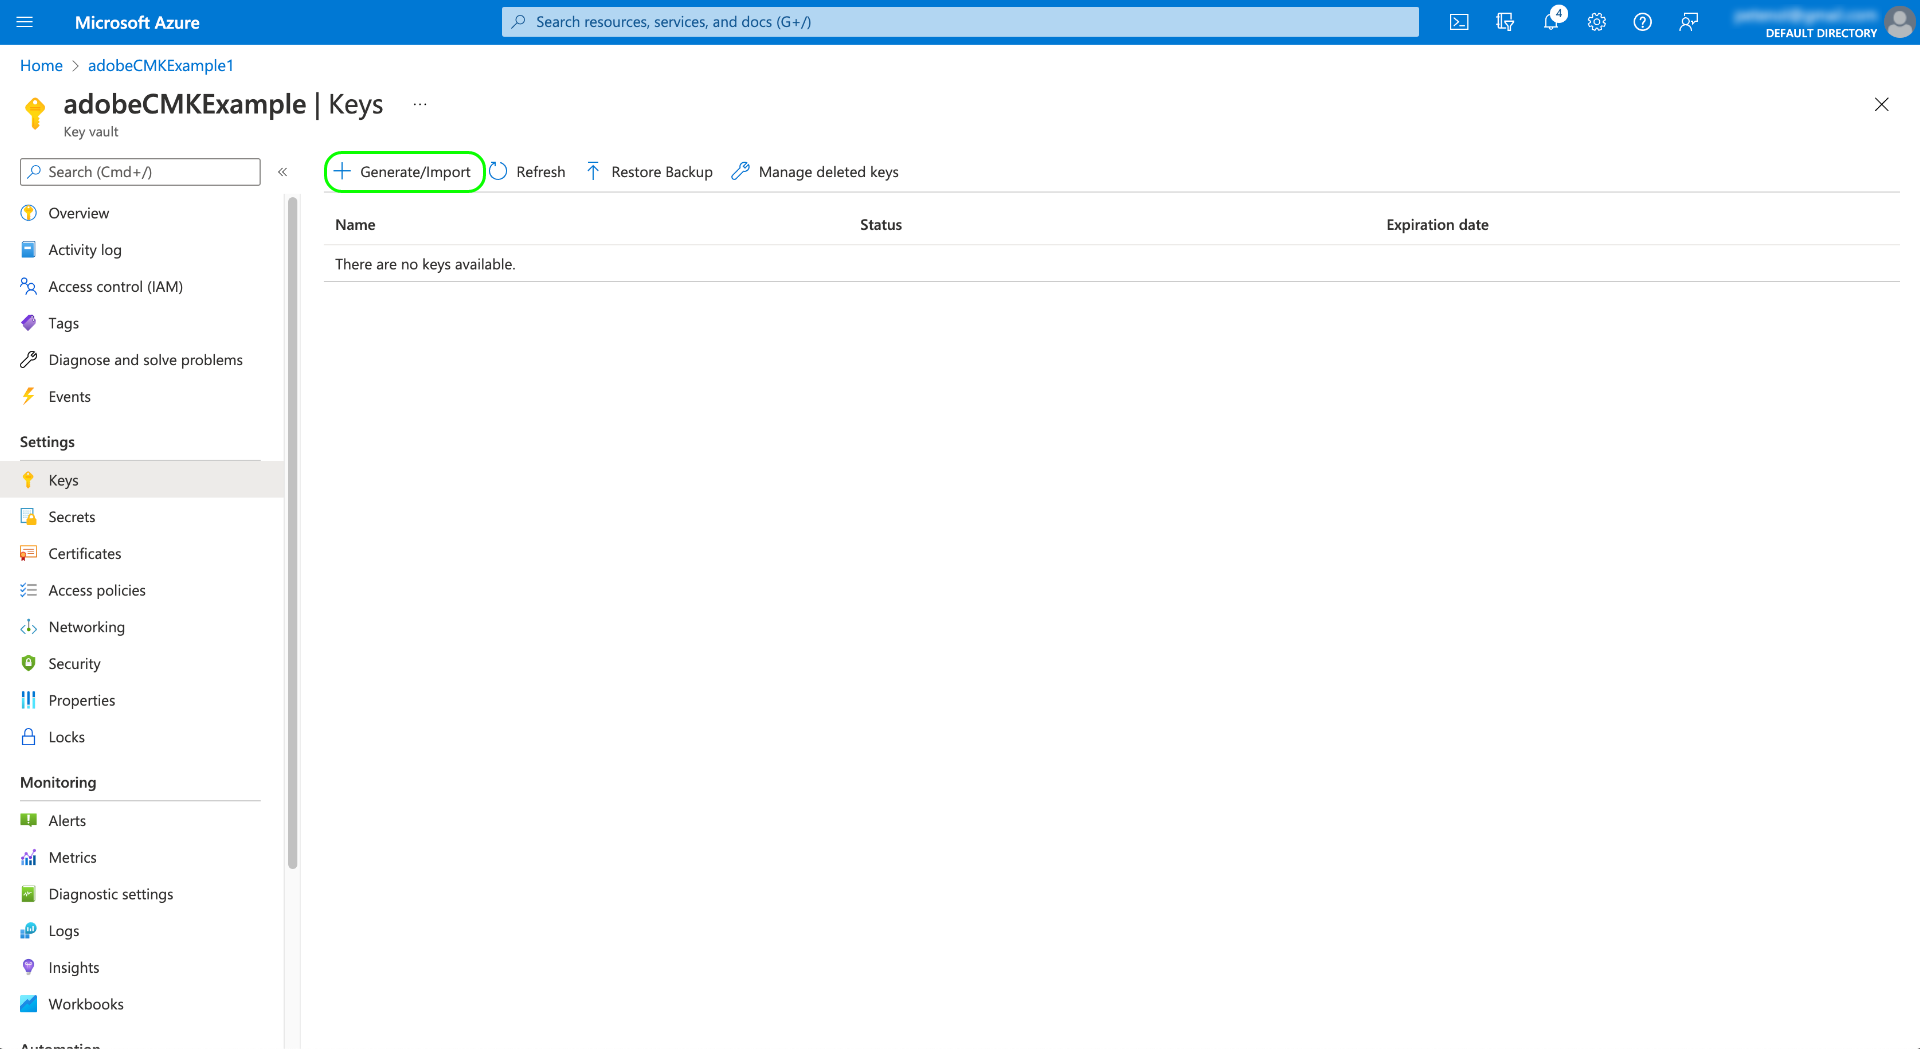 Microsoft Azure
Search resources, services, and docs (G+/)
4
DEFAULT DIRECTORY
Home > adobeCMKExample1
adobeCMKExample | Keys ...
Key vault
Search (Cmd+/)
«
Generate/Import
Refresh
Restore Backup
Manage deleted keys
Name
Status
Expiration date
There are no keys available.
Overview
Activity log
Access control (IAM)
Tags
Diagnose and solve problems
Events
Settings
Keys
Secrets
Certificates
Access policies
Networking
Security
Properties
Locks
Monitoring
Alerts
Metrics
Diagnostic settings
Logs
Insights
Workbooks
Automation